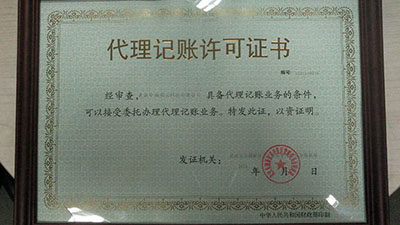 代理记账许可证书
编号:
经审查, 具备代理记账业务的条件,
可以接受委托办理代理记账业务。特发此证,以资证明。
发证机关:
年 月 日
中华人民共和国财政部印制